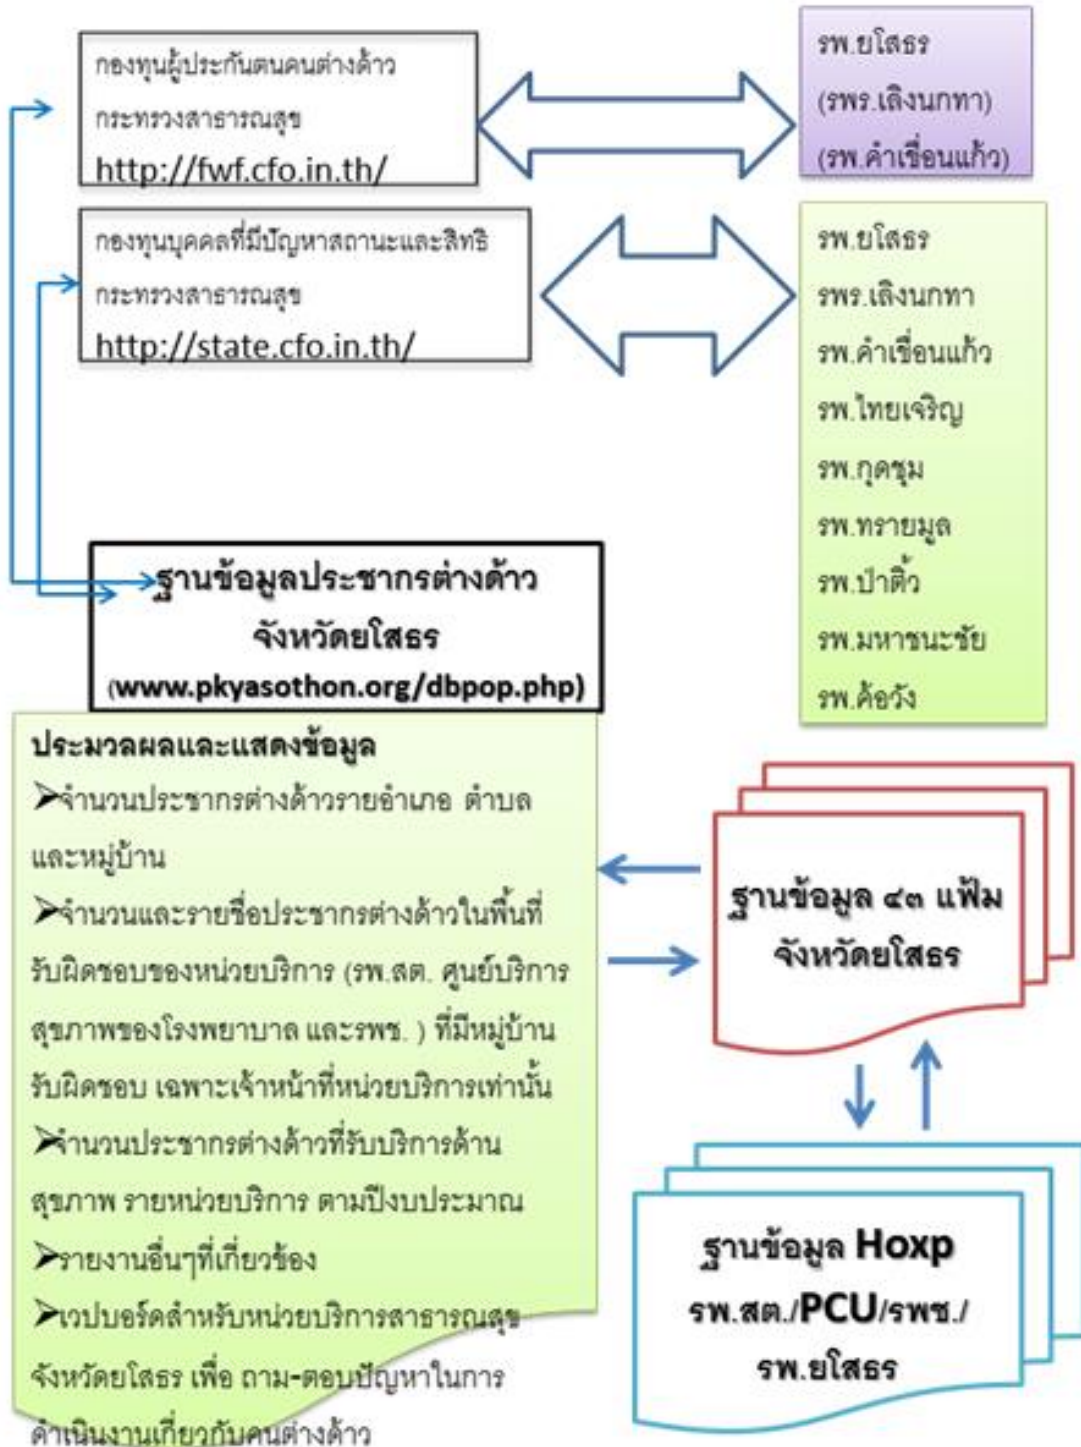 กองทุนผู้ประกันตนคนต่างด้าว
กระทรวงสาธารณสุข
http://fwf.cfo.in.th/
รพ.ยโสธร
(รพร.เลิงนกทา)
(รพ.คำเขื่อนแก้ว)
กองทุนบุคคลที่มีปัญหาสถานะและสิทธิ
กระทรวงสาธารณสุข
http://state.cfo.in.th/
รพ.ยโสธร
รพร.เลิงนกทา
รพ.คำเขื่อนแก้ว
รพ.ไทยเจริญ
รพ.กุดชุม
รพ.ทรายมูล
รพ.ป่าติ้ว
รพ.มหาชนะชัย
รพ.ค้อวัง
ฐานข้อมูลประชากรต่างด้าว
จังหวัดยโสธร
(www.pkyasothon.org/dbpop.php)
ประมวลผลและแสดงข้อมูล
➢จำนวนประชากรต่างด้าวรายอำเภอ ตำบล
และหมู่บ้าน
➢จำนวนและรายชื่อประชากรต่างด้าวในพื้นที่
รับผิดชอบของหน่วยบริการ (รพ.สต. ศูนย์บริการ
สุขภาพของโรงพยาบาล และรพช. ) ที่มีหมู่บ้าน
รับผิดชอบ เฉพาะเจ้าหน้าที่หน่วยบริการเท่านั้น
➢จำนวนประชากรต่างด้าวที่รับบริการด้าน
สุขภาพ รายหน่วยบริการ ตามปีงบประมาณ
➢รายงานอื่นๆที่เกี่ยวข้อง
➢เวปบอร์ดสำหรับหน่วยบริการสาธารณสุข
จังหวัดยโสธร เพื่อ ถาม-ตอบปัญหาในการ
ดำเนินงานเกี่ยวกับคนต่างด้าว
ฐานข้อมูล ๔๓ แฟ้ม
จังหวัดยโสธร
ฐานข้อมูล Hoxp
รพ.สต./PCU/รพช./
รพ.ยโสธร